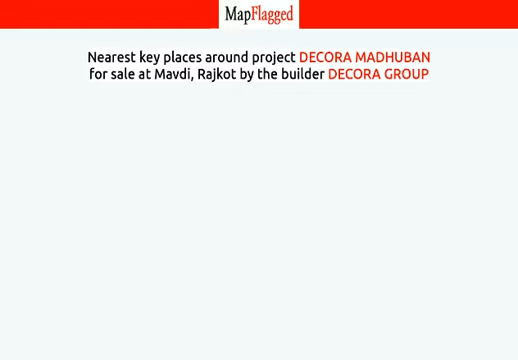 MapFlagged
Nearest key places around project DECORA MADHUBAN
for sale at Mavdi, Rajkot by the builder DECORA GROUP